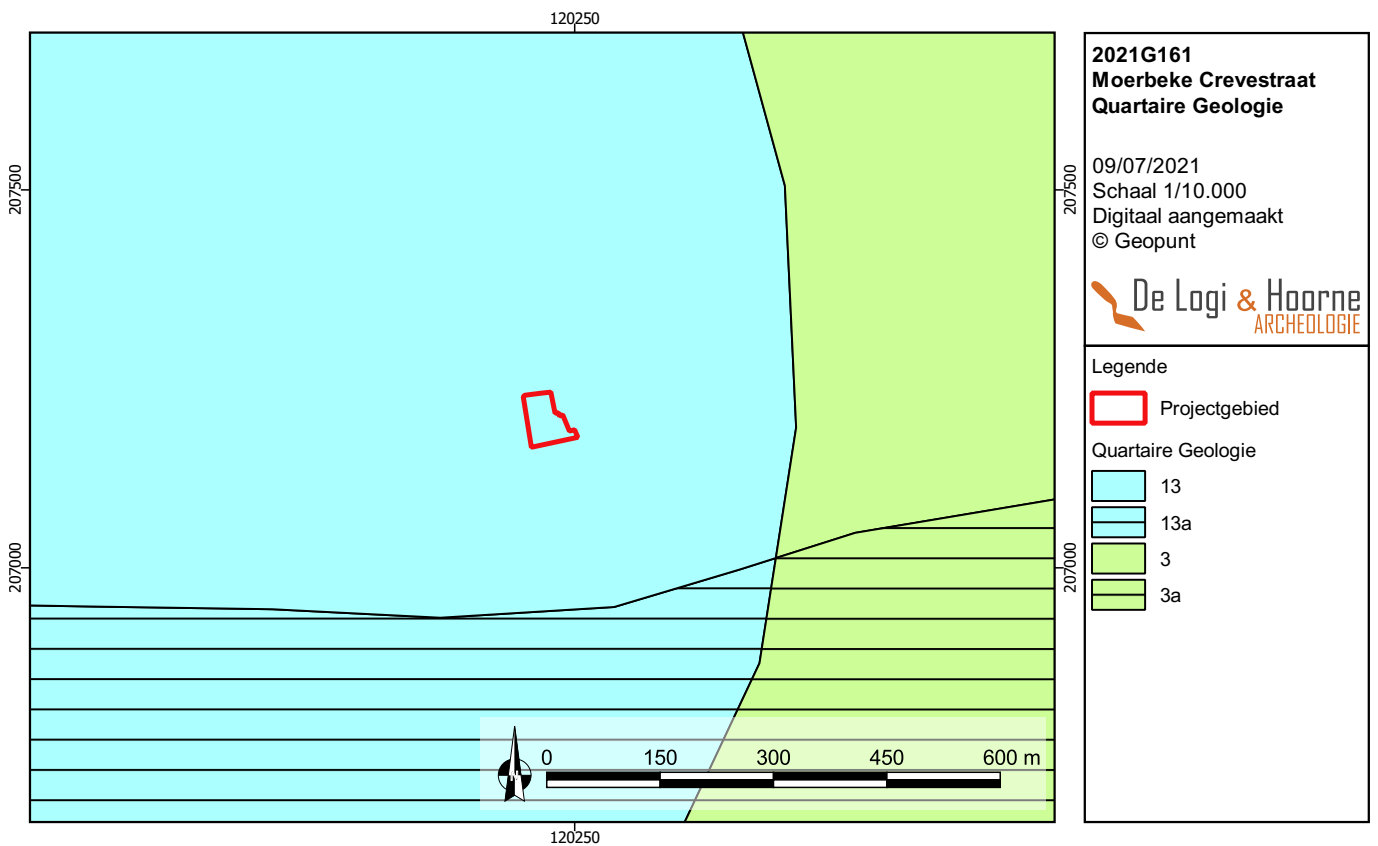 120250
207500
207500
207000
207000
120250
N
0 150 300 450 600 m
2021G161
Moerbeke Crevestraat
Quartaire Geologie
09/07/2021
Schaal 1/10.000
Digitaal aangemaakt
© Geopunt
De Logi & Hoorne
ARCHEOLOGIE
Legende
Projectgebied
Quartaire Geologie
13
13a
3
3a